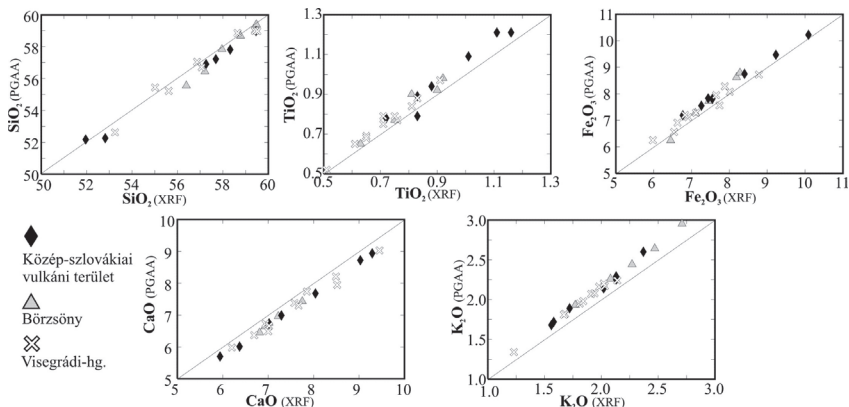 60
58
56
54
52
50
SiO₂ (PGAA)
50 52 54 56 58 60
SiO₂ (XRF)
1.3
1.1
0.9
0.7
0.5
TiO₂ (PGAA)
0.5 0.7 0.9 1.1 1.3
TiO₂ (XRF)
11
10
9
8
7
6
5
Fe₂O₃ (PGAA)
5 6 7 8 9 10 11
Fe₂O₃ (XRF)
Közép-szlovákiai
vulkáni terület
Börzsöny
Visegrádi-hg.
10
9
8
7
6
5
CaO (PGAA)
5 6 7 8 9 10
CaO (XRF)
3.0
2.5
2.0
1.5
1.0
K₂O (PGAA)
1.0 1.5 2.0 2.5 3.0
K₂O (XRF)